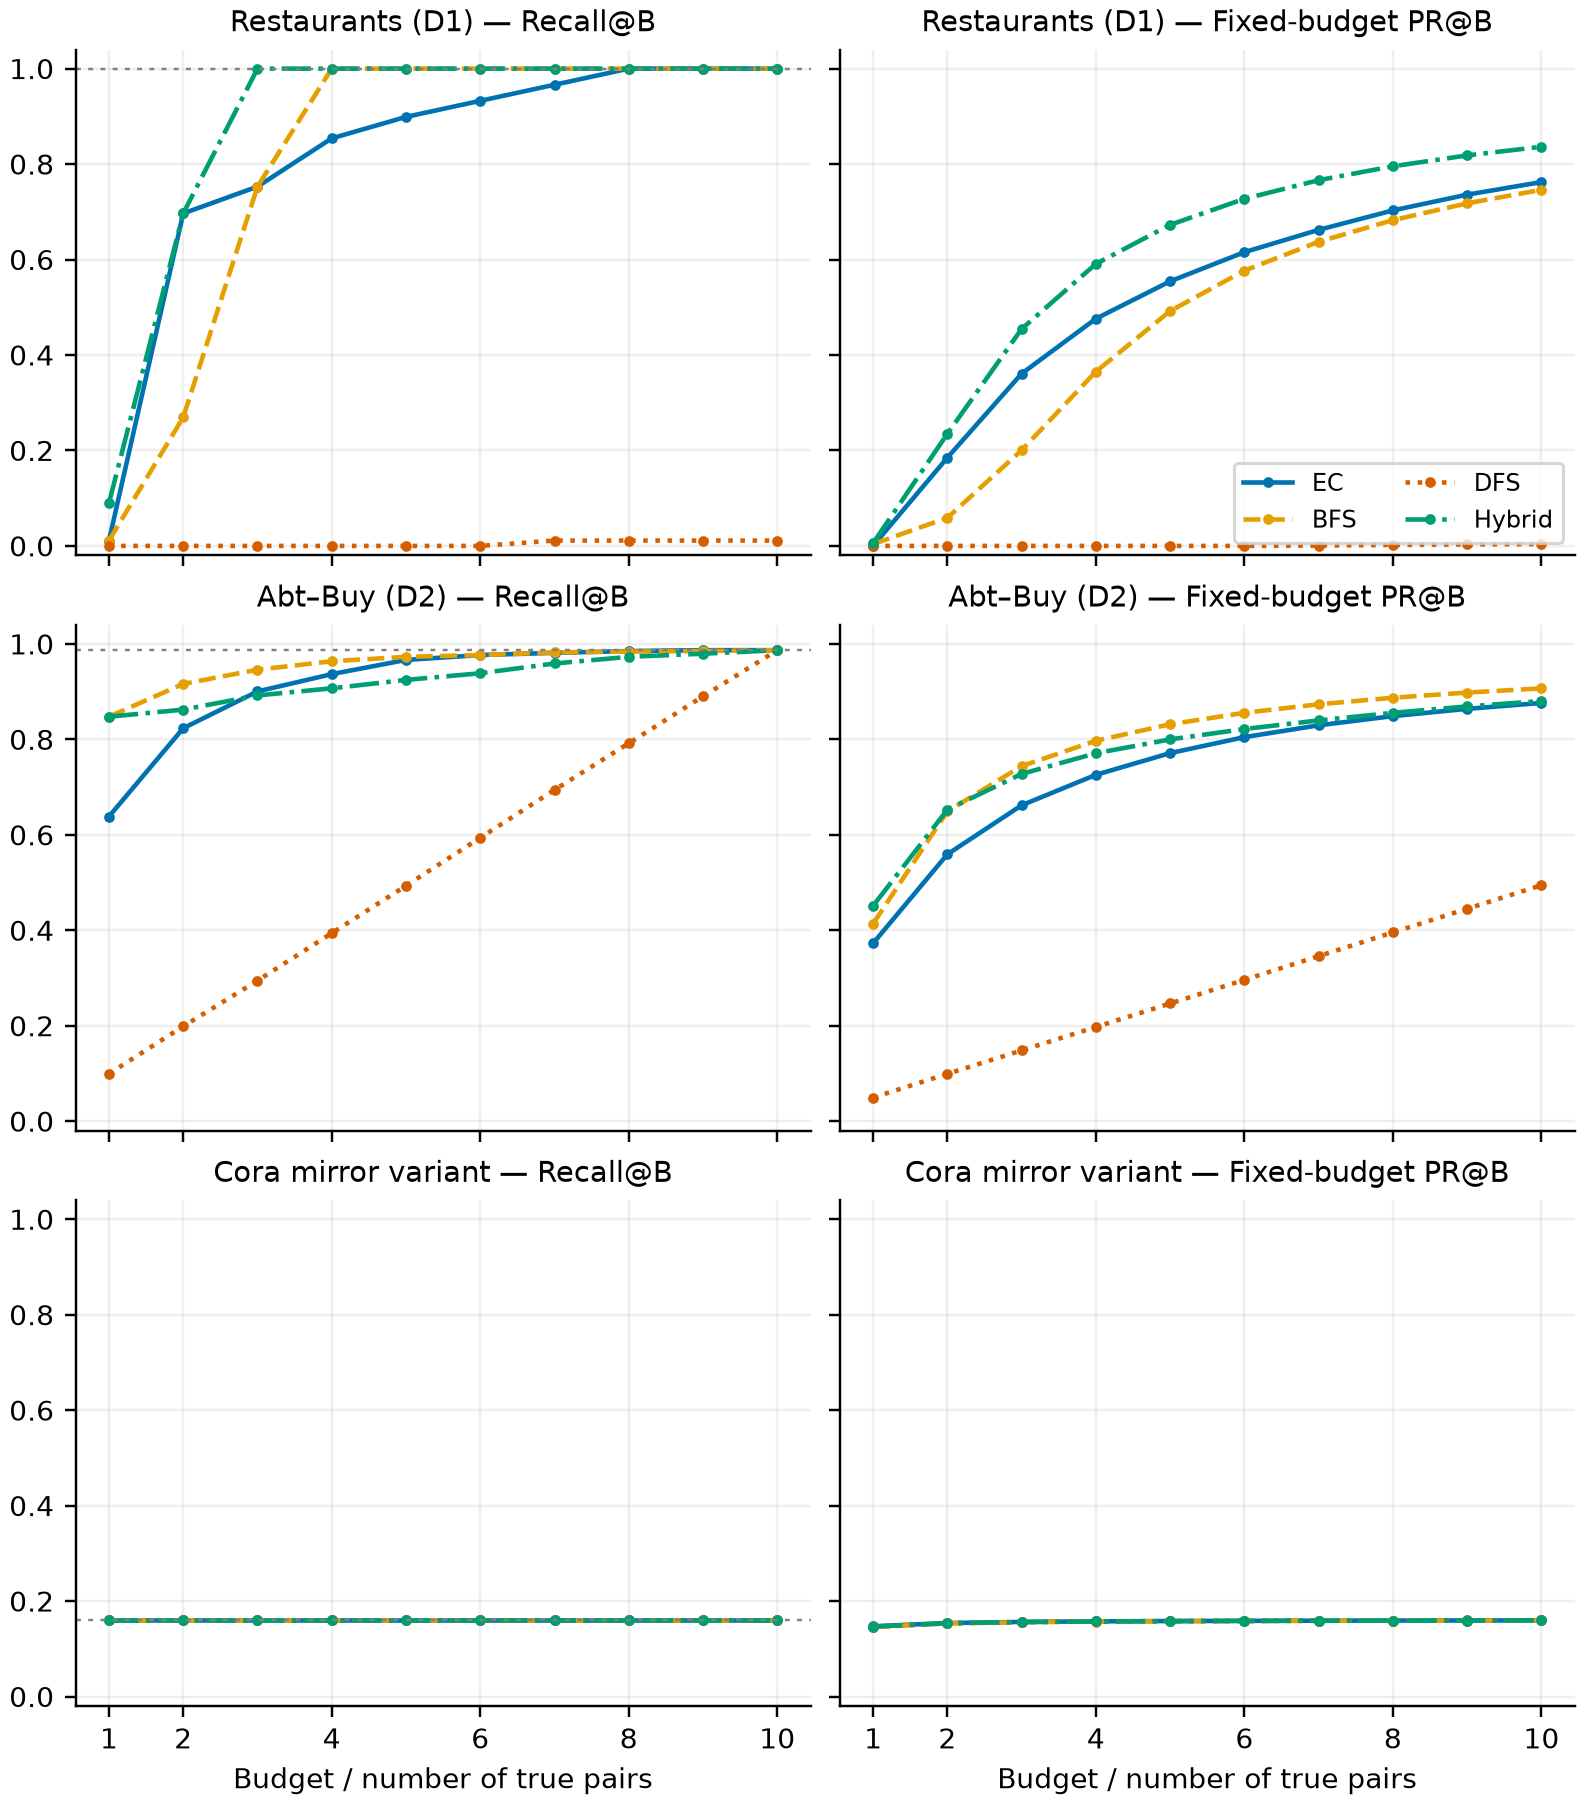 Restaurants (D1) — Recall@B
Restaurants (D1) — Fixed-budget PR@B
1.0
0.8
0.6
0.4
0.2
0.0
EC
BFS
DFS
Hybrid
Abt–Buy (D2) — Recall@B
Abt–Buy (D2) — Fixed-budget PR@B
1.0
0.8
0.6
0.4
0.2
0.0
Cora mirror variant — Recall@B
Cora mirror variant — Fixed-budget PR@B
1.0
0.8
0.6
0.4
0.2
0.0
1 2 4 6 8 10
1 2 4 6 8 10
Budget / number of true pairs
Budget / number of true pairs